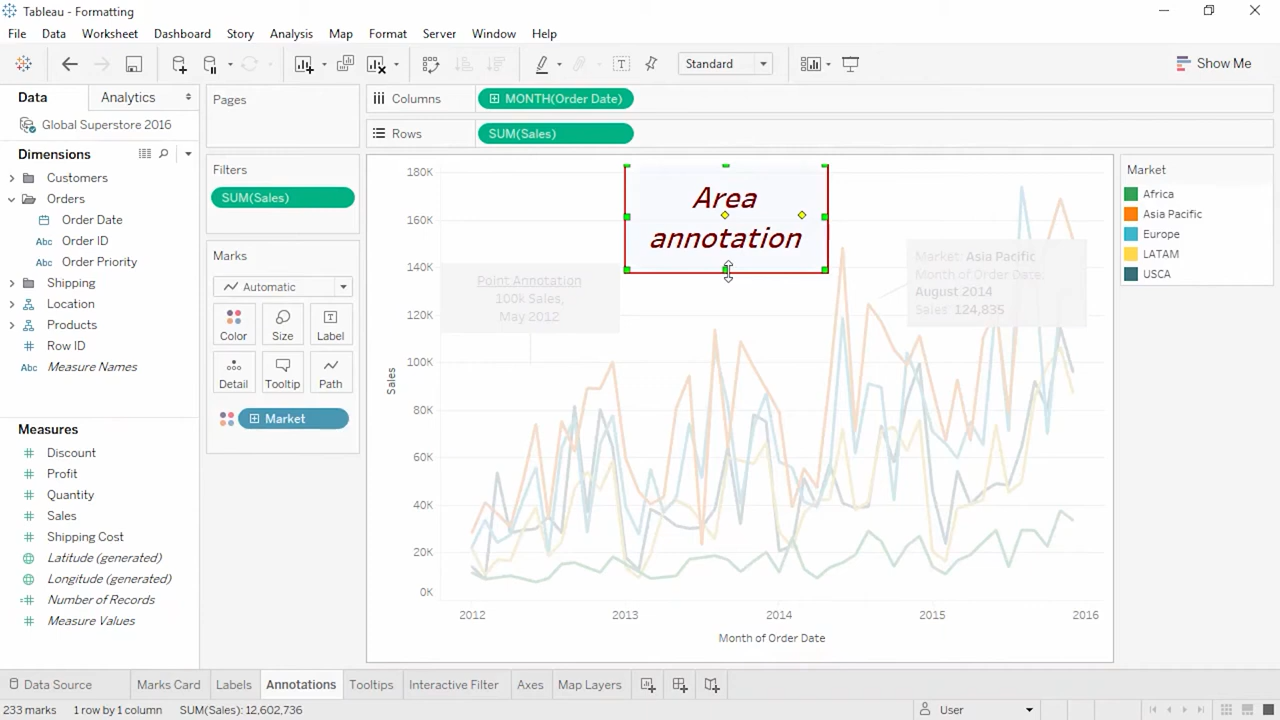 Tableau - Formatting
File Data Worksheet Dashboard Story Analysis Map Format Server Window Help
Standard
Show Me
Data Analytics
Global Superstore 2016
Dimensions
Customers
Orders
Order Date
Abc Order ID
Abc Order Priority
Shipping
Location
Products
Abc Row ID
Abc Measure Names
Measures
# Discount
# Profit
# Quantity
# Sales
# Shipping Cost
Latitude (generated)
Longitude (generated)
Number of Records
# Measure Values
Pages
Filters
SUM(Sales)
Marks
Automatic
Color Size Label
Detail Tooltip Path
Market
Columns MONTH(Order Date)
Rows SUM(Sales)
180K
160K
140K
120K
100K
80K
60K
40K
20K
0K
Sales
Area
annotation
Point Annotation
100k Sales,
May 2012
Market: Asia Pacific
Month of Order Date:
August 2014
Sales: 124,835
2012 2013 2014 2015 2016
Month of Order Date
Market
Africa
Asia Pacific
Europe
LATAM
USCA
Data Source Marks Card Labels Annotations Tooltips Interactive Filter Axes Map Layers
233 marks 1 row by 1 column SUM(Sales): 12,602,736 User